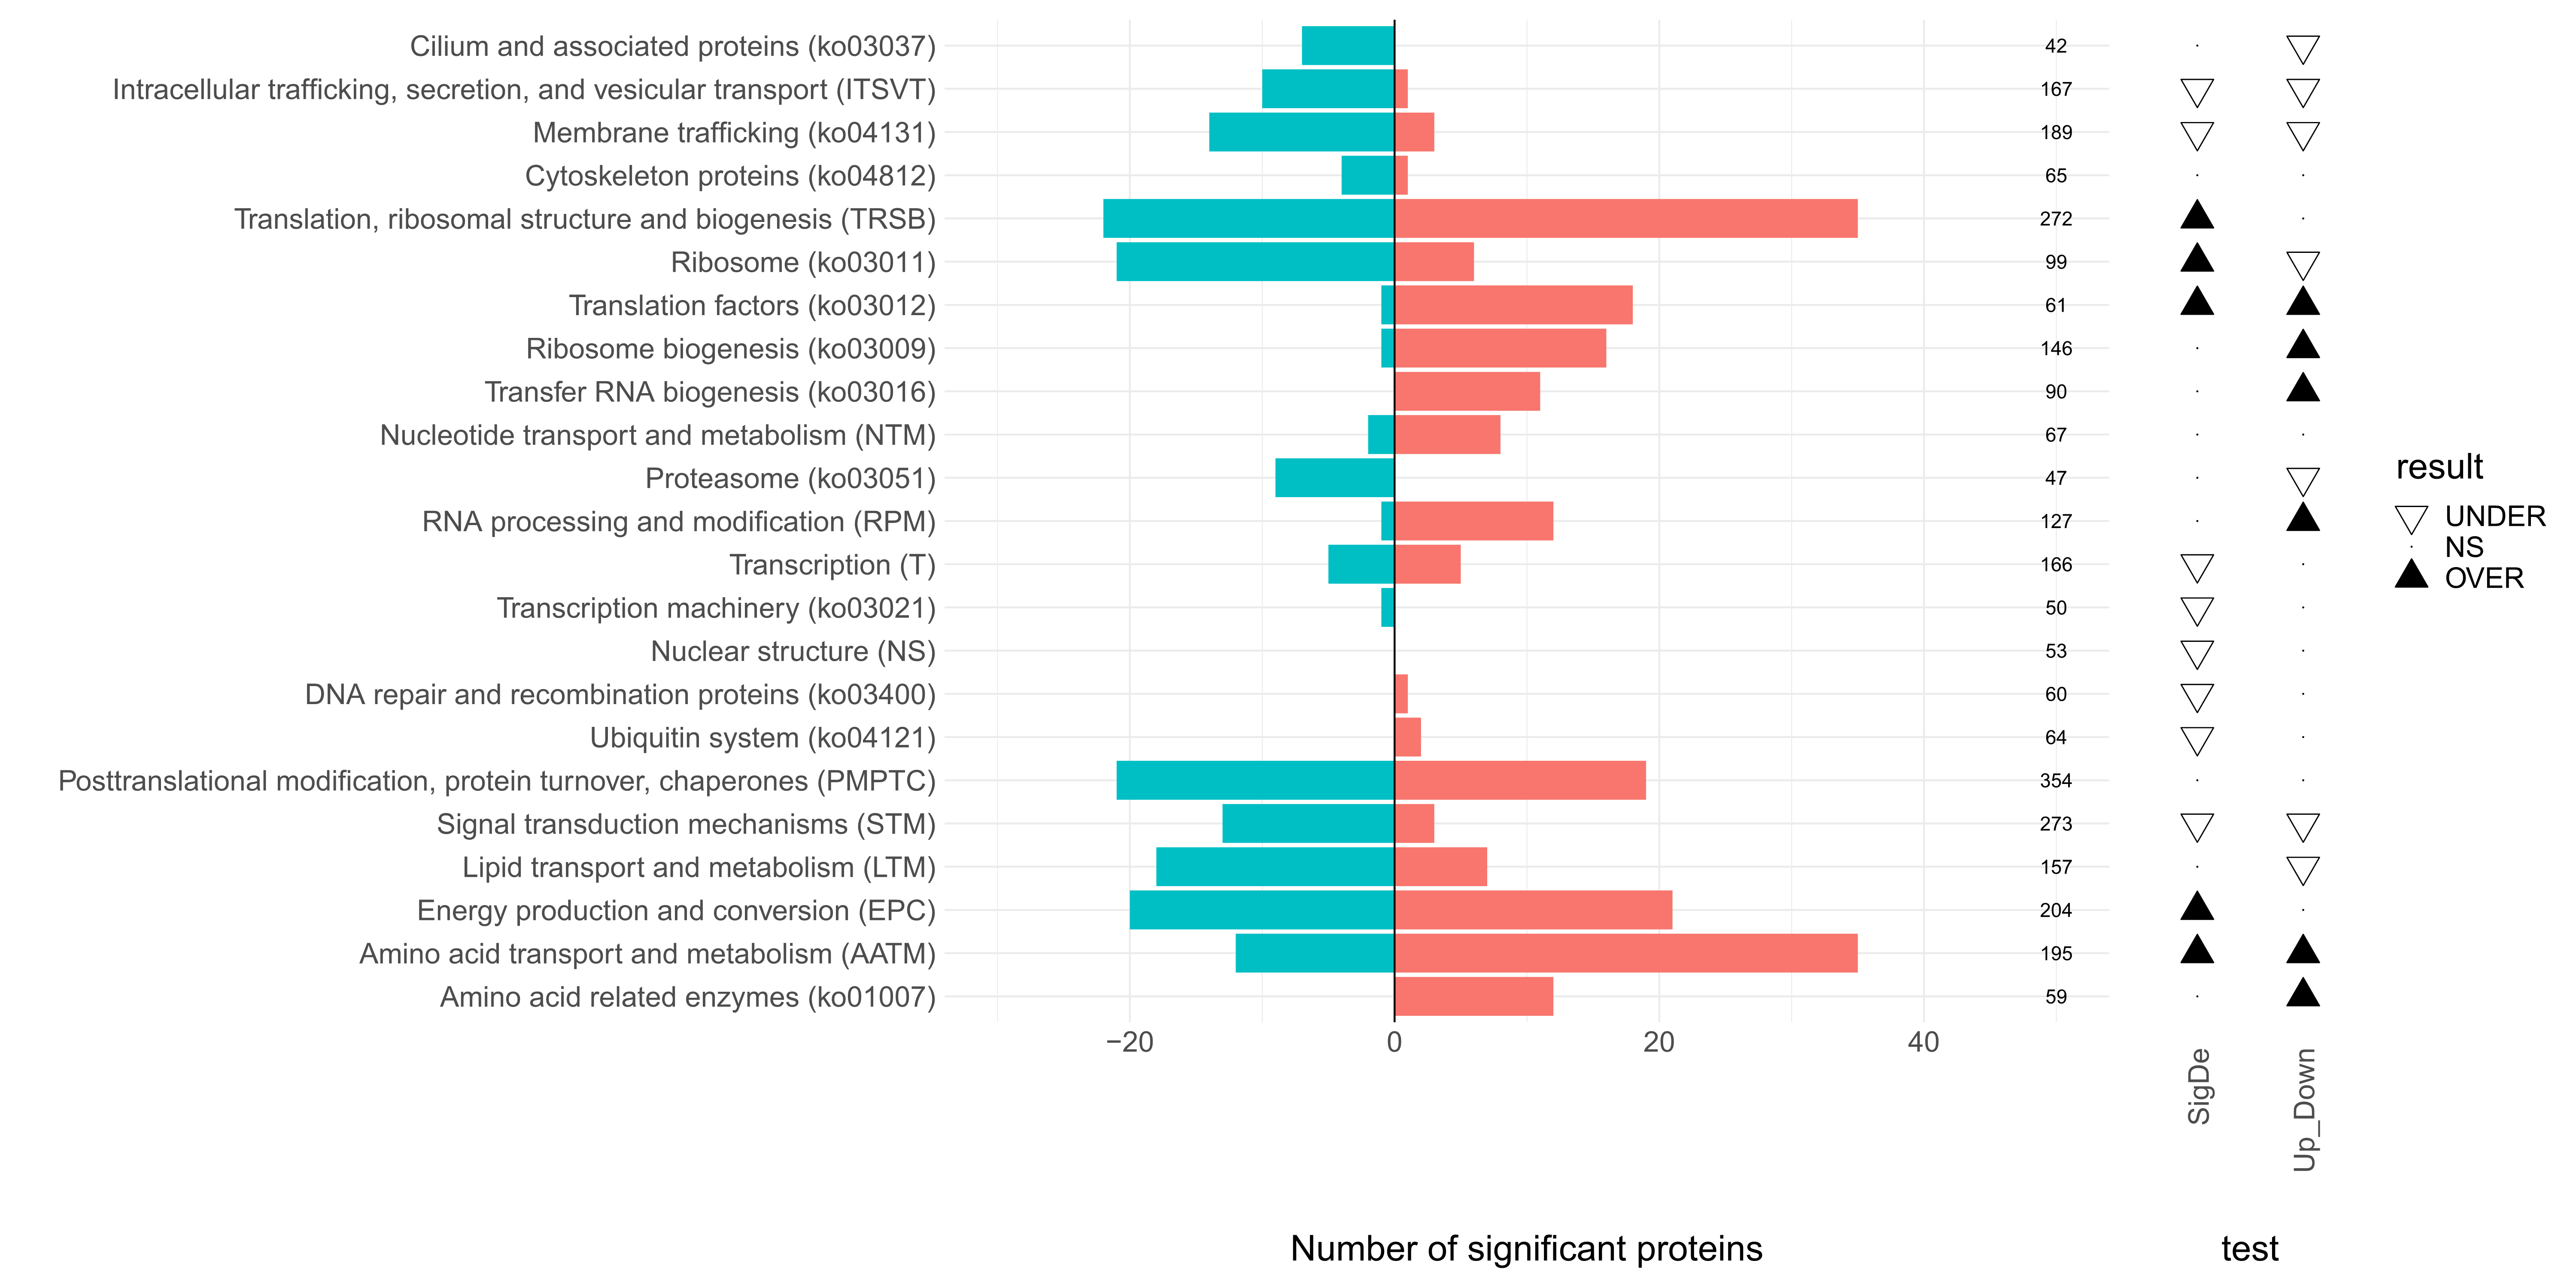 Cilium and associated proteins (ko03037) 42
Intracellular trafficking, secretion, and vesicular transport (ITSVT) 167
Membrane trafficking (ko04131) 189
Cytoskeleton proteins (ko04812) 65
Translation, ribosomal structure and biogenesis (TRSB) 272
Ribosome (ko03011) 99
Translation factors (ko03012) 61
Ribosome biogenesis (ko03009) 146
Transfer RNA biogenesis (ko03016) 90
Nucleotide transport and metabolism (NTM) 67
Proteasome (ko03051) 47
RNA processing and modification (RPM) 127
Transcription (T) 166
Transcription machinery (ko03021) 50
Nuclear structure (NS) 53
DNA repair and recombination proteins (ko03400) 60
Ubiquitin system (ko04121) 64
Posttranslational modification, protein turnover, chaperones (PMPTC) 354
Signal transduction mechanisms (STM) 273
Lipid transport and metabolism (LTM) 157
Energy production and conversion (EPC) 204
Amino acid transport and metabolism (AATM) 195
Amino acid related enzymes (ko01007) 59
−20 0 20 40
Number of significant proteins
SigDe
Up_Down
test
result
UNDER
NS
OVER